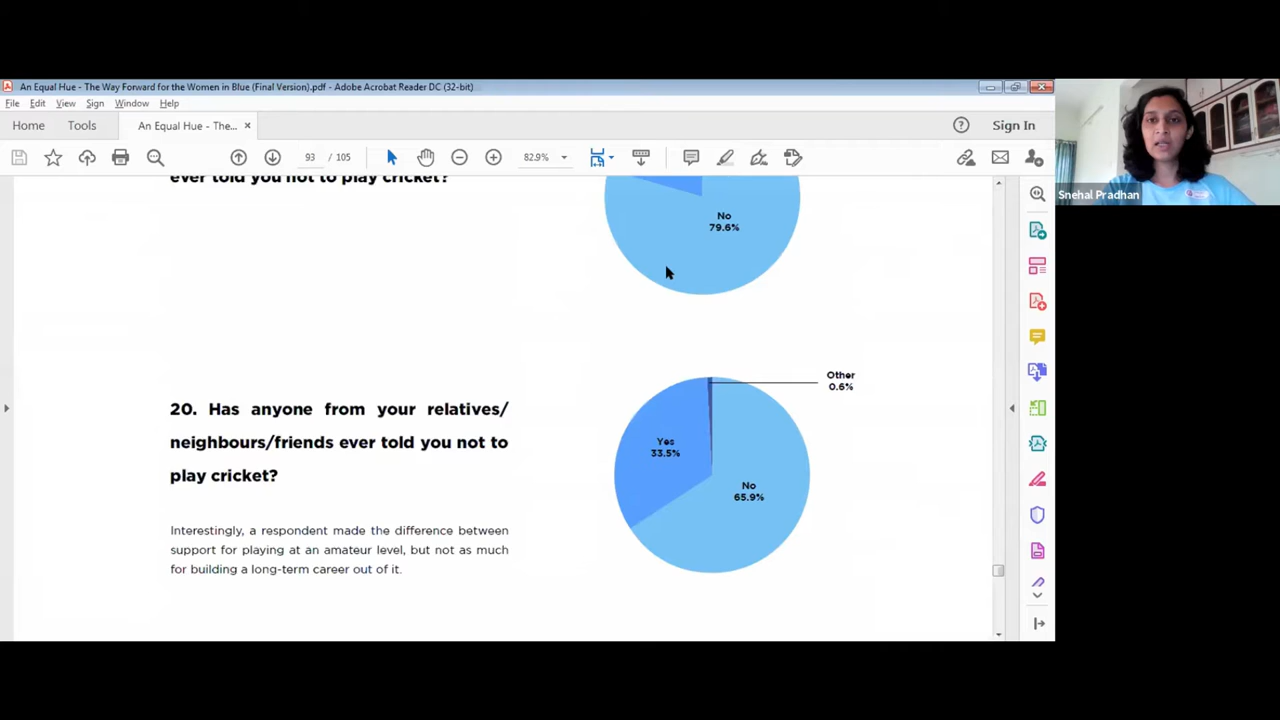 An Equal Hue - The Way Forward for the Women in Blue (Final Version).pdf - Adobe Acrobat Reader DC (32-bit)
File Edit View Sign Window Help
Home Tools An Equal Hue - The... × Sign In
93 / 105 82.9%
Snehal Pradhan
ever told you not to play cricket?
No
79.6%
Other
0.6%
20. Has anyone from your relatives/
neighbours/friends ever told you not to
play cricket?
Yes
33.5%
No
65.9%
Interestingly, a respondent made the difference between
support for playing at an amateur level, but not as much
for building a long-term career out of it.